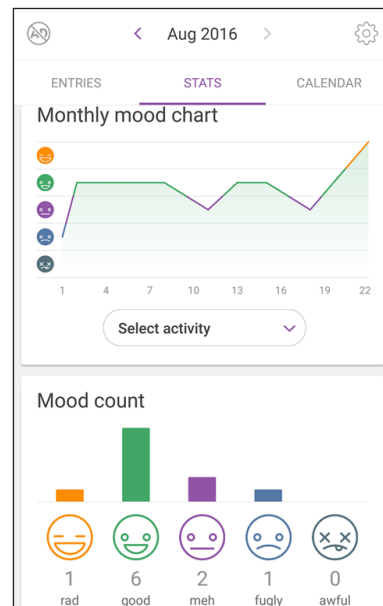 AD
Aug 2016
ENTRIES STATS CALENDAR
Monthly mood chart
1 4 7 10 13 16 19 22
Select activity
Mood count
1 6 2 1 0
rad good meh fugly awful